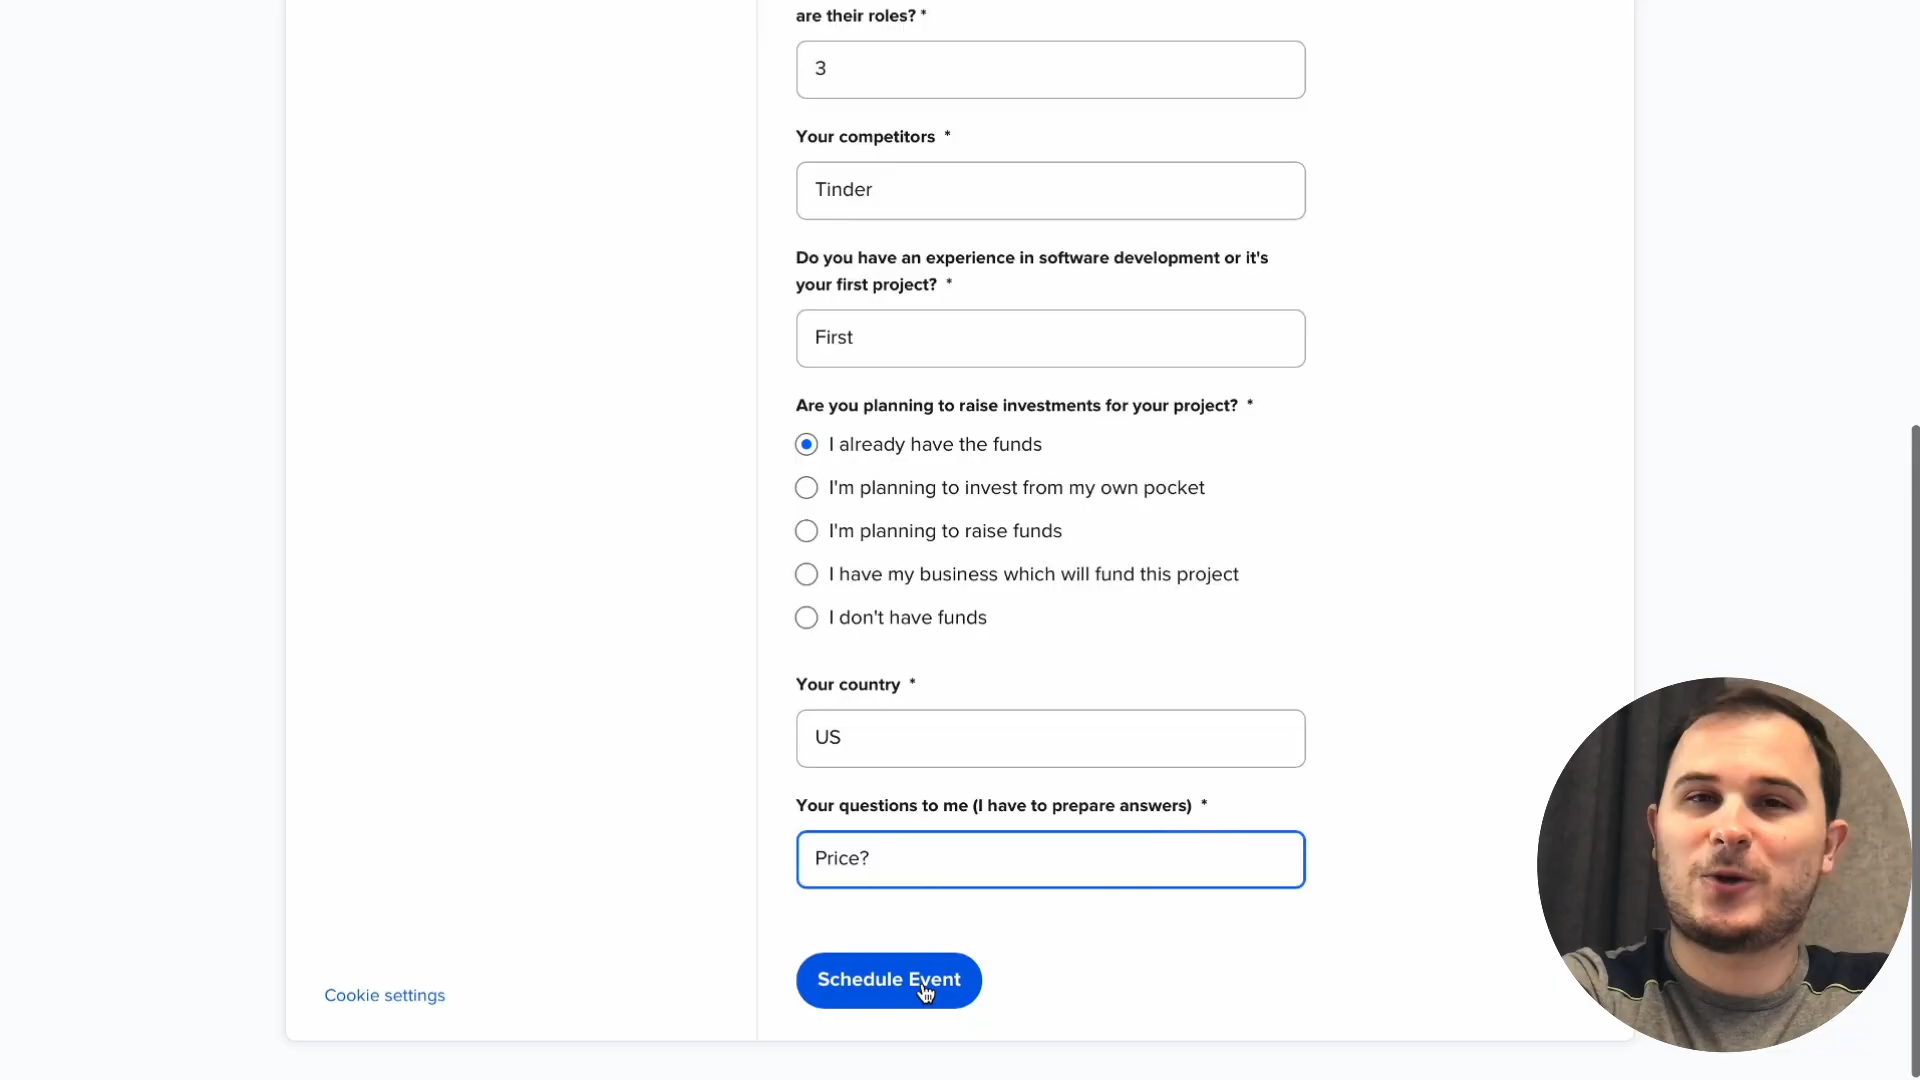 are their roles? *
3
Your competitors *
Tinder
Do you have an experience in software development or it's
your first project? *
First
Are you planning to raise investments for your project? *
I already have the funds
I'm planning to invest from my own pocket
I'm planning to raise funds
I have my business which will fund this project
I don't have funds
Your country *
US
Your questions to me (I have to prepare answers) *
Price?
Schedule Event
Cookie settings